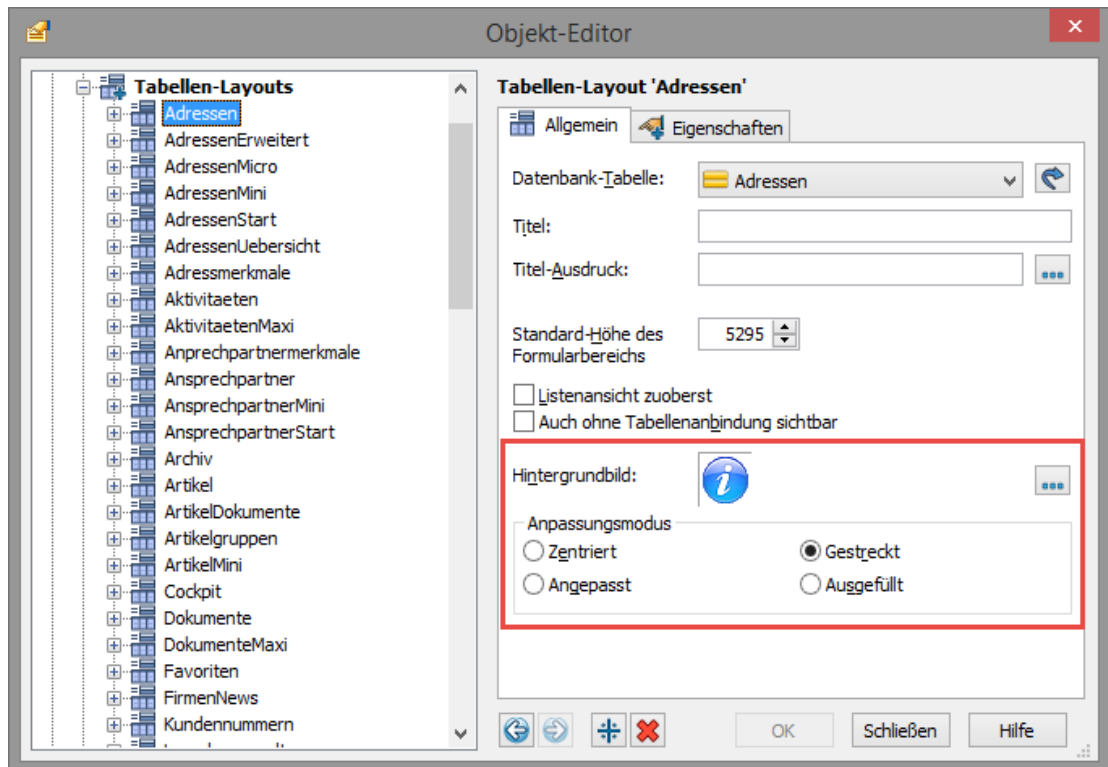 Objekt-Editor
Tabellen-Layouts
Adressen
AdressenErweitert
AdressenMicro
AdressenMini
AdressenStart
AdressenUebersicht
Adressmerkmale
Aktivitaeten
AktivitaetenMaxi
Anprechpartnermerkmale
Ansprechpartner
AnsprechpartnerMini
AnsprechpartnerStart
Archiv
Artikel
ArtikelDokumente
Artikelgruppen
ArtikelMini
Cockpit
Dokumente
DokumenteMaxi
Favoriten
FirmenNews
Kundennummern
Tabellen-Layout 'Adressen'
Allgemein Eigenschaften
Datenbank-Tabelle: Adressen
Titel:
Titel-Ausdruck:
Standard-Höhe des 5295
Formularbereichs
Listenansicht zuoberst
Auch ohne Tabellenanbindung sichtbar
Hintergrundbild: i
Anpassungsmodus
Zentriert Gestreckt
Angepasst Ausgefüllt
OK Schließen Hilfe